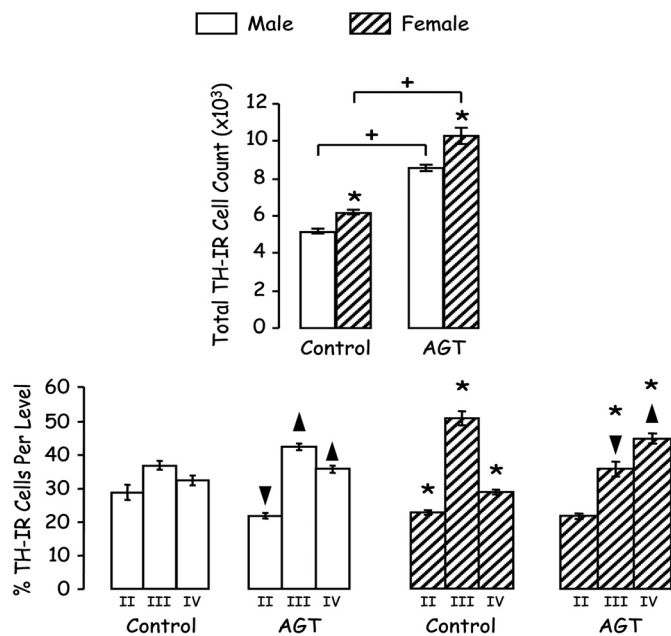 Male Female
Total TH-IR Cell Count (x10³)
12
10
8
6
4
2
0
+
+
*
*
Control AGT
% TH-IR Cells Per Level
60
50
40
30
20
10
0
* * * * *
II III IV II III IV II III IV II III IV
Control AGT Control AGT